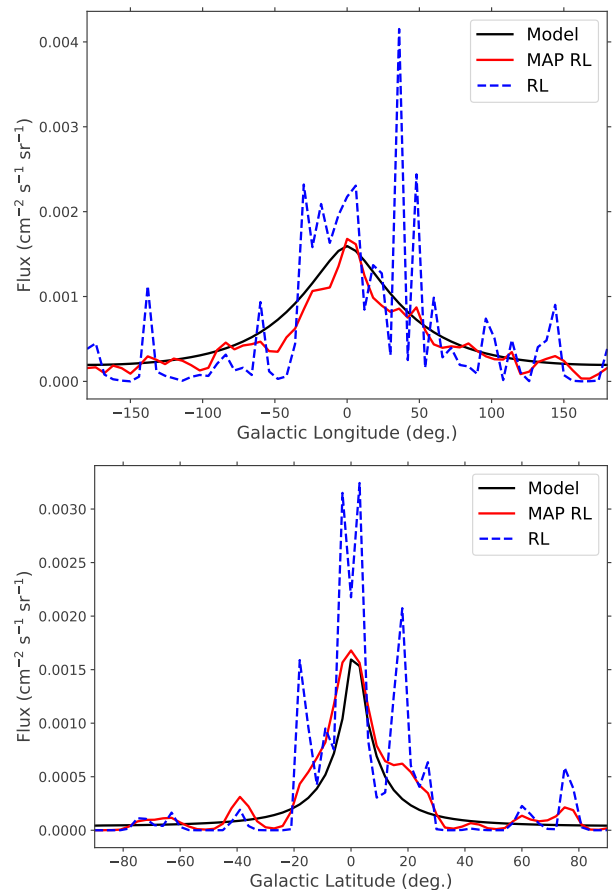 Model
MAP RL
RL
0.004
0.003
0.002
0.001
0.000
Flux (cm⁻² s⁻¹ sr⁻¹)
−150 −100 −50 0 50 100 150
Galactic Longitude (deg.)
Model
MAP RL
RL
0.0030
0.0025
0.0020
0.0015
0.0010
0.0005
0.0000
Flux (cm⁻² s⁻¹ sr⁻¹)
−80 −60 −40 −20 0 20 40 60 80
Galactic Latitude (deg.)